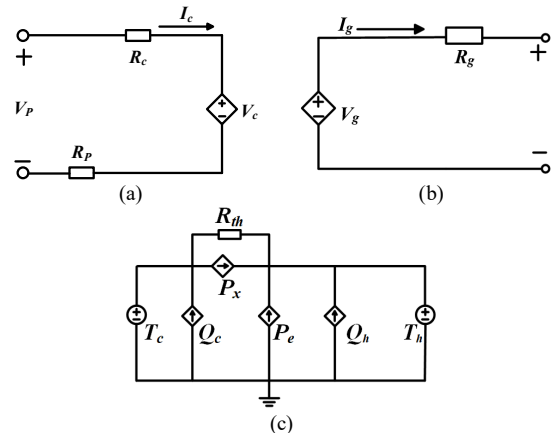 I_c I_g
+ R_c R_g +
V_P + − V_c + − V_g
− R_P −
(a) (b)
R_th
P_x
+ − T_c Q_c P_e Q_h + − T_h
(c)